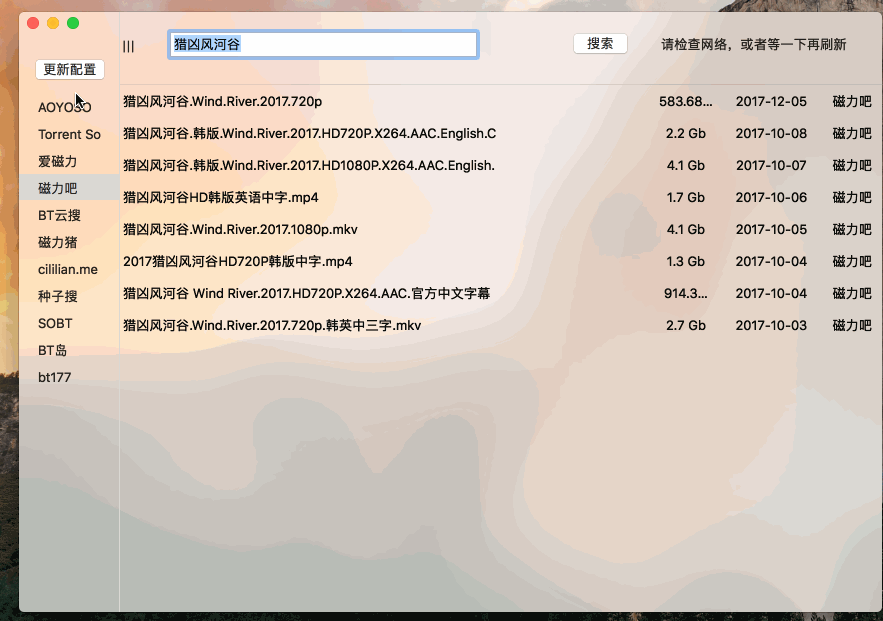 猎凶风河谷
搜索
请检查网络，或者等一下再刷新
更新配置
Torrent So
爱磁力
磁力吧
BT云搜
磁力猪
cililian.me
种子搜
SOBT
BT岛
bt177
猎凶风河谷.Wind.River.2017.720p 583.68... 2017-12-05 磁力吧
猎凶风河谷.韩版.Wind.River.2017.HD720P.X264.AAC.English.C 2.2 Gb 2017-10-08 磁力吧
猎凶风河谷.韩版.Wind.River.2017.HD1080P.X264.AAC.English. 4.1 Gb 2017-10-07 磁力吧
猎凶风河谷HD韩版英语中字.mp4 1.7 Gb 2017-10-06 磁力吧
猎凶风河谷.Wind.River.2017.1080p.mkv 4.1 Gb 2017-10-05 磁力吧
2017猎凶风河谷HD720P韩版中字.mp4 1.3 Gb 2017-10-04 磁力吧
猎凶风河谷 Wind River.2017.HD720P.X264.AAC.官方中文字幕 914.3... 2017-10-04 磁力吧
猎凶风河谷.Wind.River.2017.720p.韩英中三字.mkv 2.7 Gb 2017-10-03 磁力吧